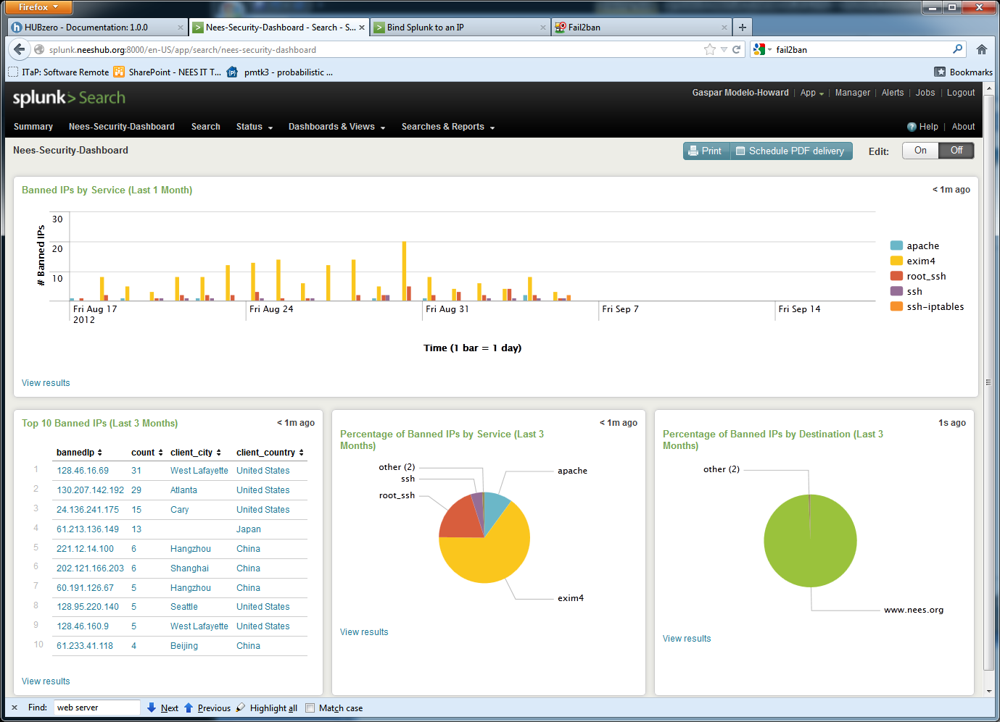 Firefox
HUBzero - Documentation: 1.0.0
Nees-Security-Dashboard - Search - S...
Bind Splunk to an IP
Fail2ban
splunk.neeshub.org:8000/en-US/app/search/nees-security-dashboard
fail2ban
ITaP: Software Remote
SharePoint - NEES IT T...
pmtk3 - probabilistic ...
Bookmarks
splunk> Search
Gaspar Modelo-Howard | App | Manager | Alerts | Jobs | Logout
Summary Nees-Security-Dashboard Search Status Dashboards & Views Searches & Reports
Help | About
Nees-Security-Dashboard
Print
Schedule PDF delivery
Edit: On Off
Banned IPs by Service (Last 1 Month)
< 1m ago
# Banned IPs
30
20
10
Fri Aug 17
2012
Fri Aug 24
Fri Aug 31
Fri Sep 7
Fri Sep 14
Time (1 bar = 1 day)
apache
exim4
root_ssh
ssh
ssh-iptables
View results
Top 10 Banned IPs (Last 3 Months)
< 1m ago
bannedIp count client_city client_country
1 128.46.16.69 31 West Lafayette United States
2 130.207.142.192 29 Atlanta United States
3 24.136.241.175 15 Cary United States
4 61.213.136.149 13 Japan
5 221.12.14.100 6 Hangzhou China
6 202.121.166.203 6 Shanghai China
7 60.191.126.67 5 Hangzhou China
8 128.95.220.140 5 Seattle United States
9 128.46.160.9 5 West Lafayette United States
10 61.233.41.118 4 Beijing China
View results
< 1m ago
Percentage of Banned IPs by Service (Last 3
Months)
other (2)
ssh
root_ssh
apache
exim4
View results
1s ago
Percentage of Banned IPs by Destination (Last 3
Months)
other (2)
www.nees.org
View results
Find: web server Next Previous Highlight all Match case